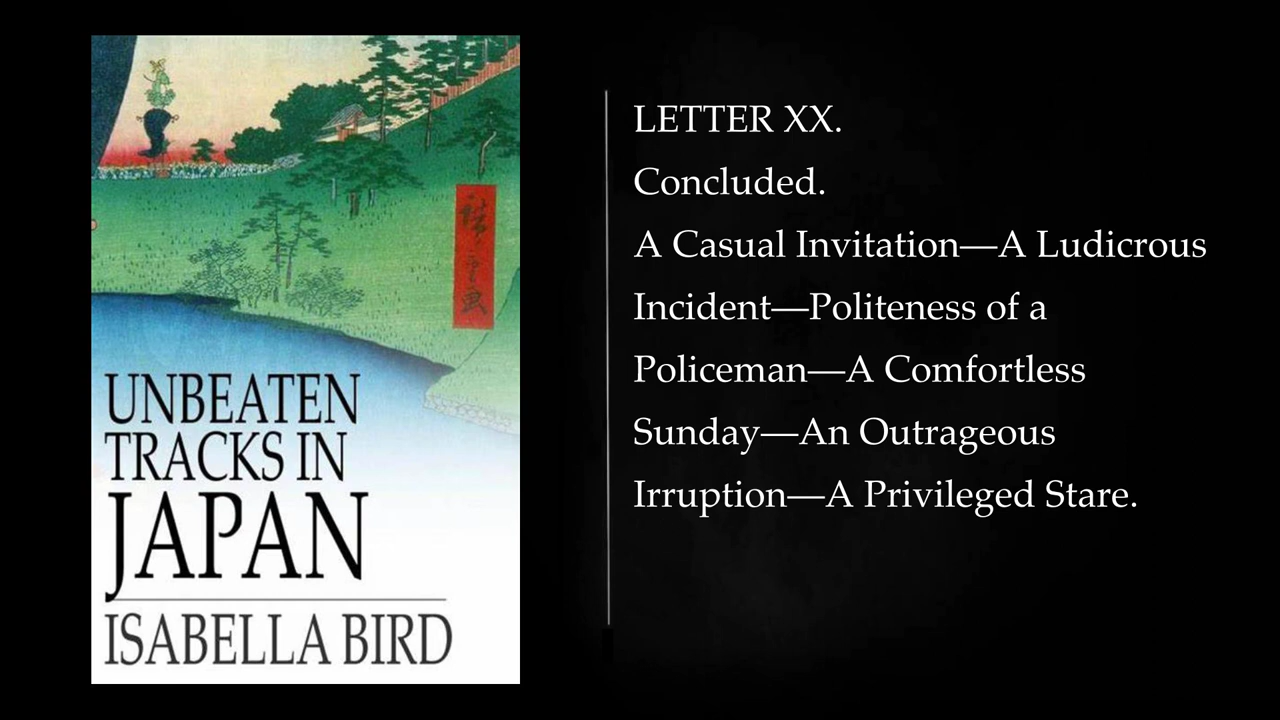 UNBEATEN
TRACKS IN
JAPAN
ISABELLA BIRD
LETTER XX.
Concluded.
A Casual Invitation—A Ludicrous
Incident—Politeness of a
Policeman—A Comfortless
Sunday—An Outrageous
Irruption—A Privileged Stare.